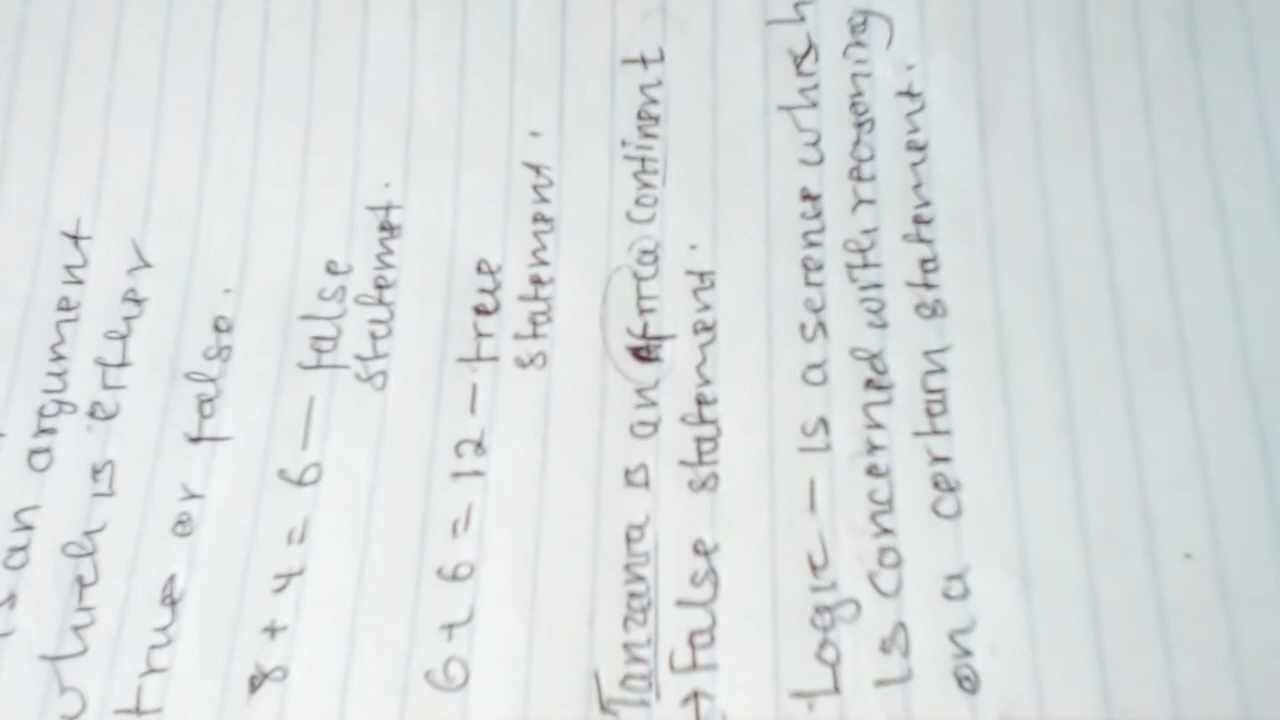 is an argument
which is either
true or false.
8 + 4 = 6 — false
statemet.
6 + 6 = 12 – true
statement.
Tanzania is an Africa Continent
→ False statement.
Logic – is a science which
is concerned with reasoning
on a certain statement.